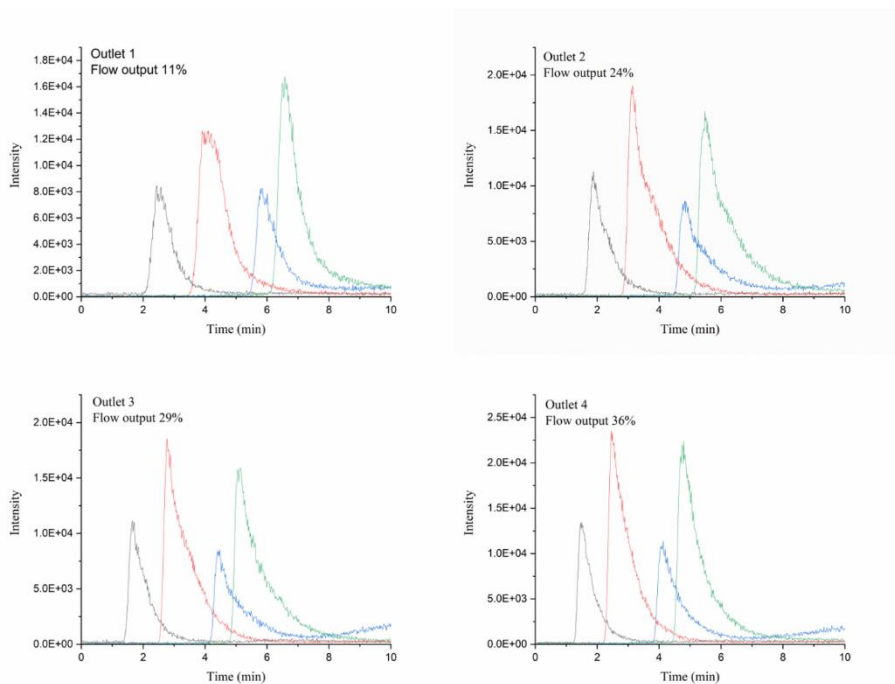 Outlet 1
Flow output 11%
1.8E+04
1.6E+04
1.4E+04
1.2E+04
1.0E+04
8.0E+03
6.0E+03
4.0E+03
2.0E+03
0.0E+00
Intensity
0 2 4 6 8 10
Time (min)
Outlet 2
Flow output 24%
2.0E+04
1.5E+04
1.0E+04
5.0E+03
0.0E+00
Intensity
0 2 4 6 8 10
Time (min)
Outlet 3
Flow output 29%
2.0E+04
1.5E+04
1.0E+04
5.0E+03
0.0E+00
Intensity
0 2 4 6 8 10
Time (min)
Outlet 4
Flow output 36%
2.5E+04
2.0E+04
1.5E+04
1.0E+04
5.0E+03
0.0E+00
Intensity
0 2 4 6 8 10
Time (min)